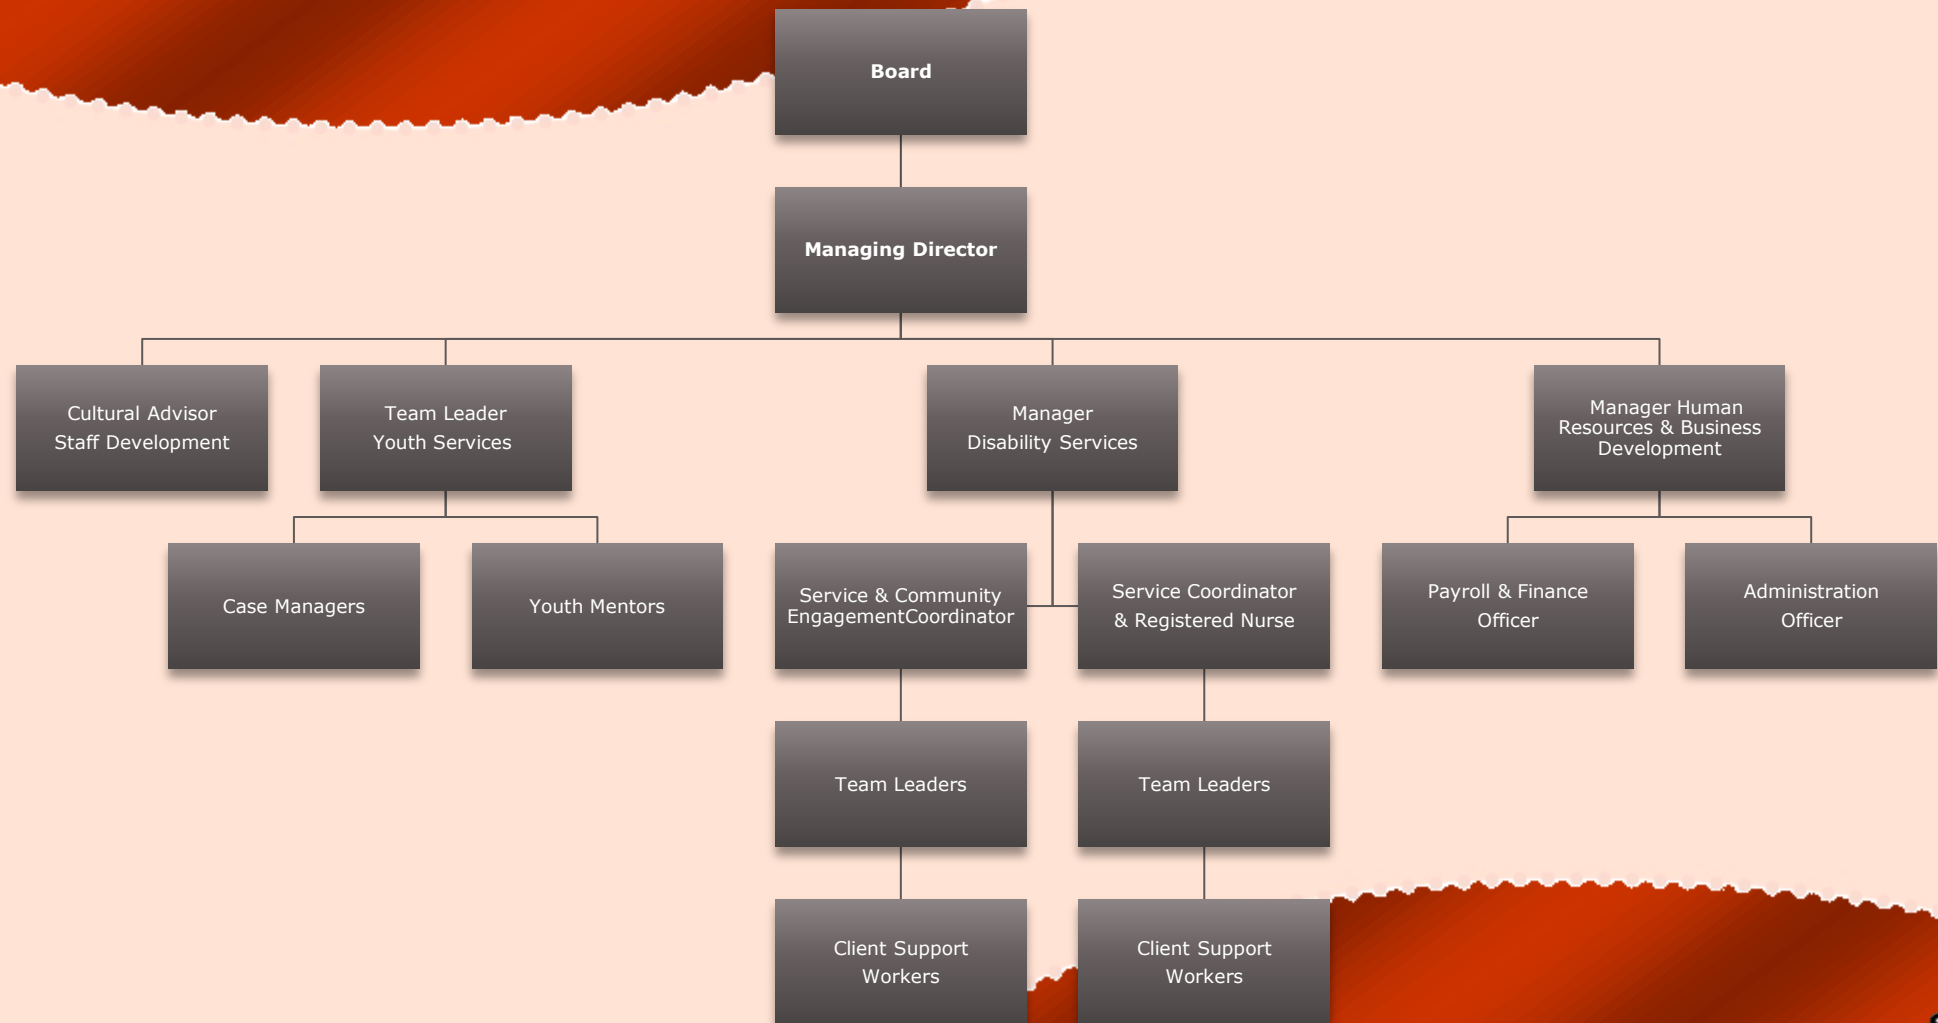 Board
Managing Director
Cultural Advisor
Staff Development
Team Leader
Youth Services
Manager
Disability Services
Manager Human
Resources & Business
Development
Case Managers
Youth Mentors
Service & Community
EngagementCoordinator
Service Coordinator
& Registered Nurse
Payroll & Finance
Officer
Administration
Officer
Team Leaders
Team Leaders
Client Support
Workers
Client Support
Workers